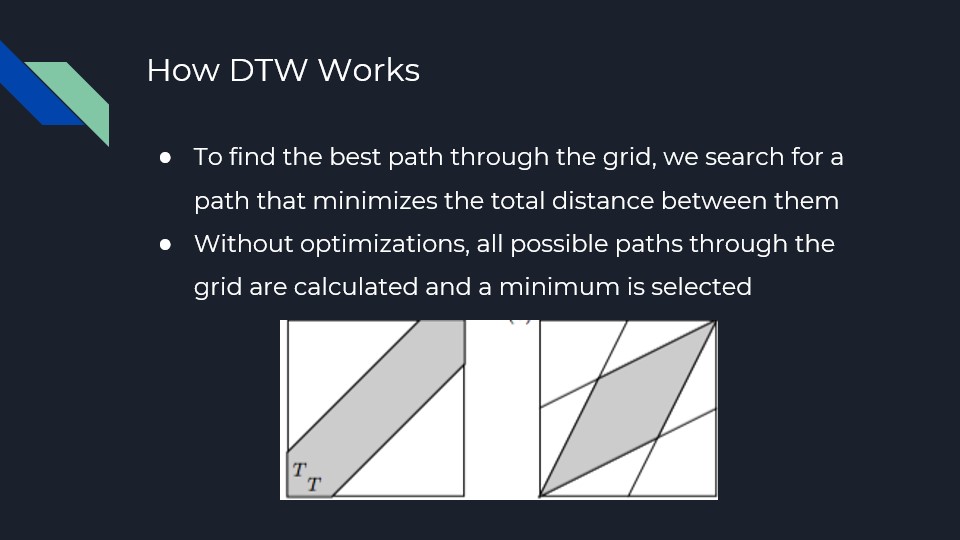 How DTW Works
● To find the best path through the grid, we search for a
path that minimizes the total distance between them
● Without optimizations, all possible paths through the
grid are calculated and a minimum is selected
T
T